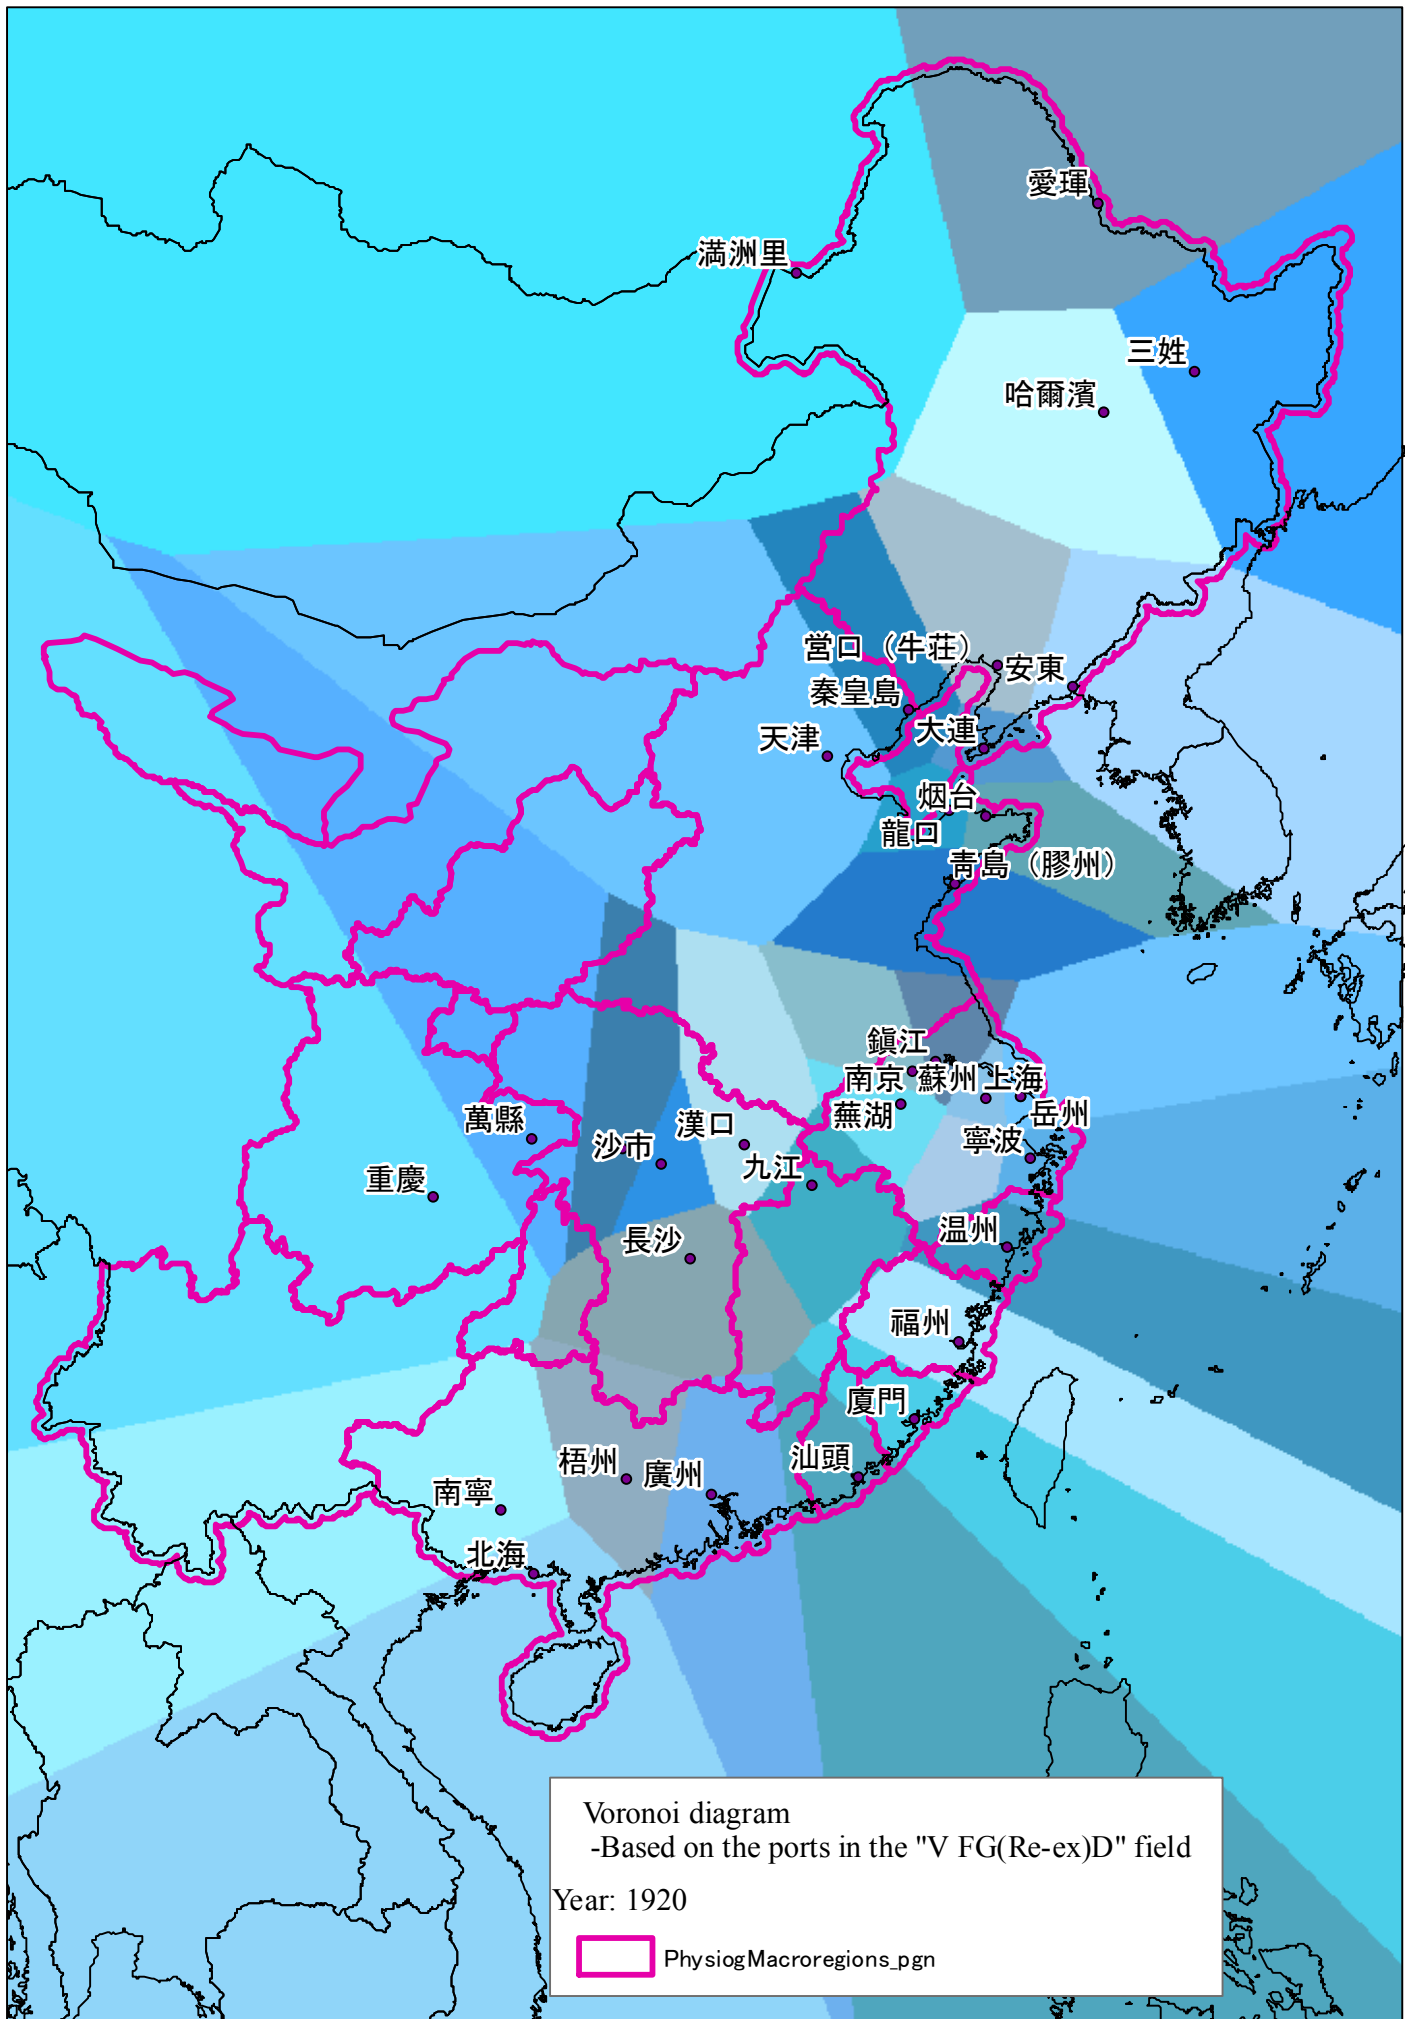 愛琿
満洲里
三姓
哈爾濱
営口（牛荘）
安東
秦皇島
大連
天津
烟台
龍口
青島（膠州）
鎮江
南京
蘇州
上海
蕪湖
岳州
萬縣
漢口
寧波
沙市
九江
重慶
長沙
温州
福州
廈門
汕頭
梧州
廣州
南寧
北海
Voronoi diagram
-Based on the ports in the "V FG(Re-ex)D" field
Year: 1920
PhysiogMacroregions_pgn